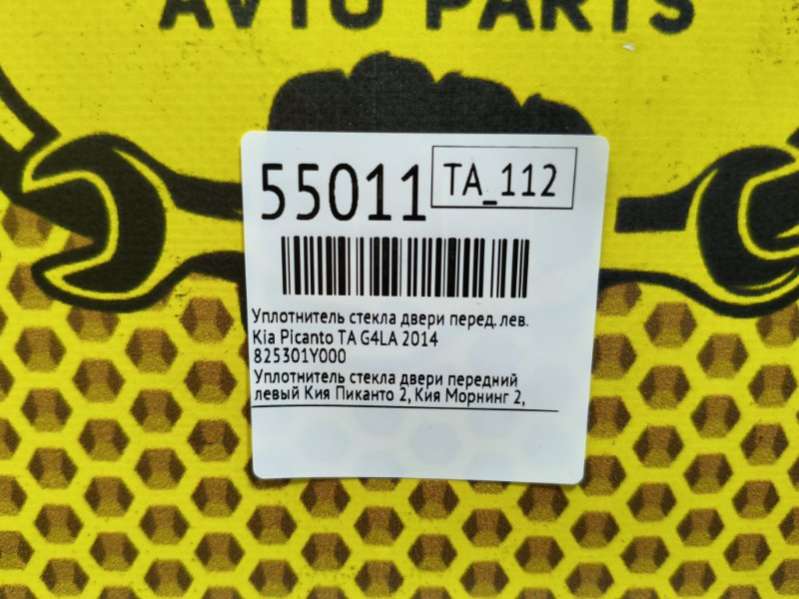 AVTO PARTS
55011
TA_112
Уплотнитель стекла двери перед. лев.
Kia Picanto TA G4LA 2014
825301Y000
Уплотнитель стекла двери передний
левый Кия Пиканто 2, Кия Морнинг 2,